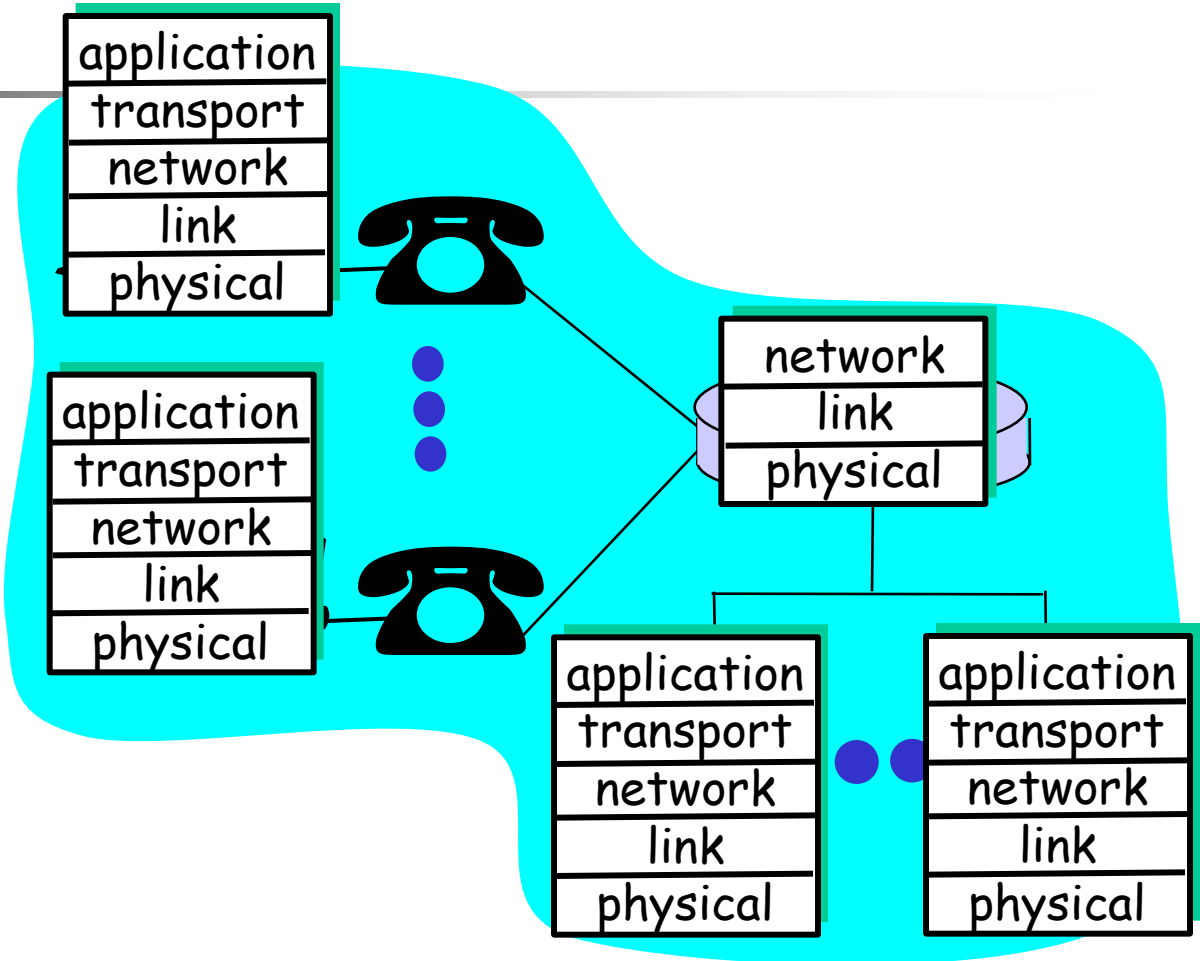 application
transport
network
link
physical
application
transport
network
link
physical
network
link
physical
application
transport
network
link
physical
application
transport
network
link
physical